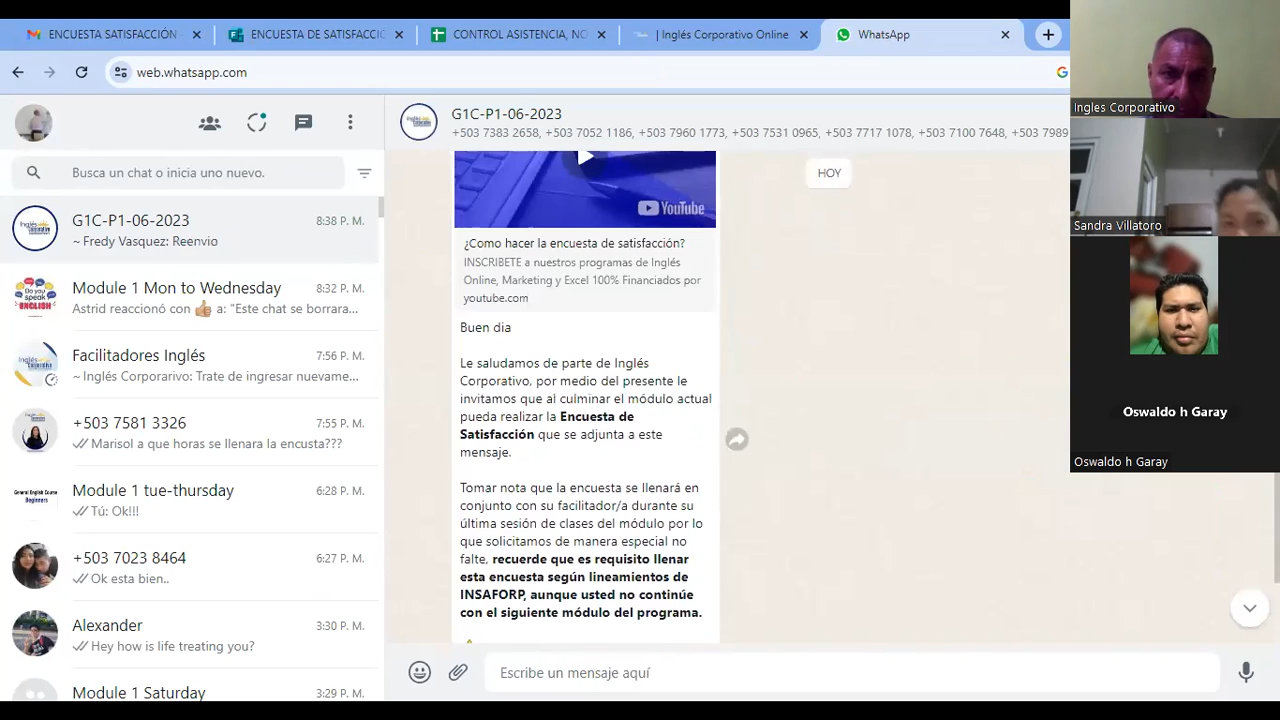 ENCUESTA SATISFACCIÓN
ENCUESTA DE SATISFACCIÓ
CONTROL ASISTENCIA, NO
| Inglés Corporativo Online
WhatsApp
web.whatsapp.com
G1C-P1-06-2023
+503 7383 2658, +503 7052 1186, +503 7960 1773, +503 7531 0965, +503 7717 1078, +503 7100 7648, +503 7989
Busca un chat o inicia uno nuevo.
G1C-P1-06-2023
8:38 P. M.
~ Fredy Vasquez: Reenvio
Module 1 Mon to Wednesday
8:32 P. M.
Astrid reaccionó con 👍 a: "Este chat se borrara...
Facilitadores Inglés
7:56 P. M.
~ Inglés Corporarivo: Trate de ingresar nuevame...
+503 7581 3326
7:55 P. M.
Marisol a que horas se llenara la encusta???
Module 1 tue-thursday
6:28 P. M.
Tú: Ok!!!
+503 7023 8464
6:27 P. M.
Ok esta bien..
Alexander
3:30 P. M.
Hey how is life treating you?
Module 1 Saturday
3:29 P. M.
HOY
YouTube
¿Como hacer la encuesta de satisfacción?
INSCRIBETE a nuestros programas de Inglés
Online, Marketing y Excel 100% Financiados por
youtube.com
Buen dia
Le saludamos de parte de Inglés
Corporativo, por medio del presente le
invitamos que al culminar el módulo actual
pueda realizar la Encuesta de
Satisfacción que se adjunta a este
mensaje.
Tomar nota que la encuesta se llenará en
conjunto con su facilitador/a durante su
última sesión de clases del módulo por lo
que solicitamos de manera especial no
falte, recuerde que es requisito llenar
esta encuesta según lineamientos de
INSAFORP, aunque usted no continúe
con el siguiente módulo del programa.
Escribe un mensaje aquí
Ingles Corporativo
Sandra Villatoro
Oswaldo h Garay
Oswaldo h Garay